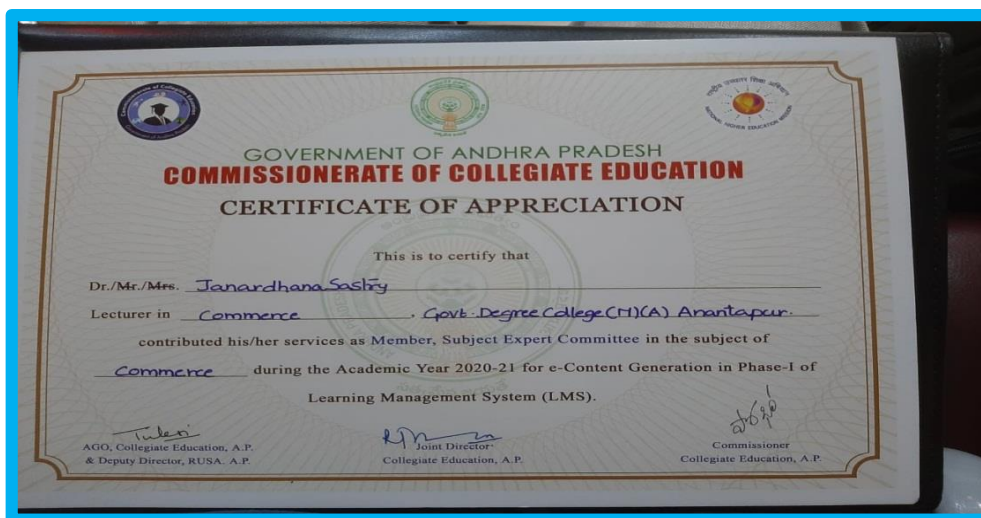 GOVERNMENT OF ANDHRA PRADESH
COMMISSIONERATE OF COLLEGIATE EDUCATION
CERTIFICATE OF APPRECIATION
This is to certify that
Dr./Mr./Mrs. Janardhana Sastry
Lecturer in Commerce, Govt. Degree College (M)(A) Anantapur.
contributed his/her services as Member, Subject Expert Committee in the subject of
Commerce during the Academic Year 2020-21 for e-Content Generation in Phase-I of
Learning Management System (LMS).
AGO, Collegiate Education, A.P.
& Deputy Director, RUSA. A.P.
Joint Director
Collegiate Education, A.P.
Commissioner
Collegiate Education, A.P.